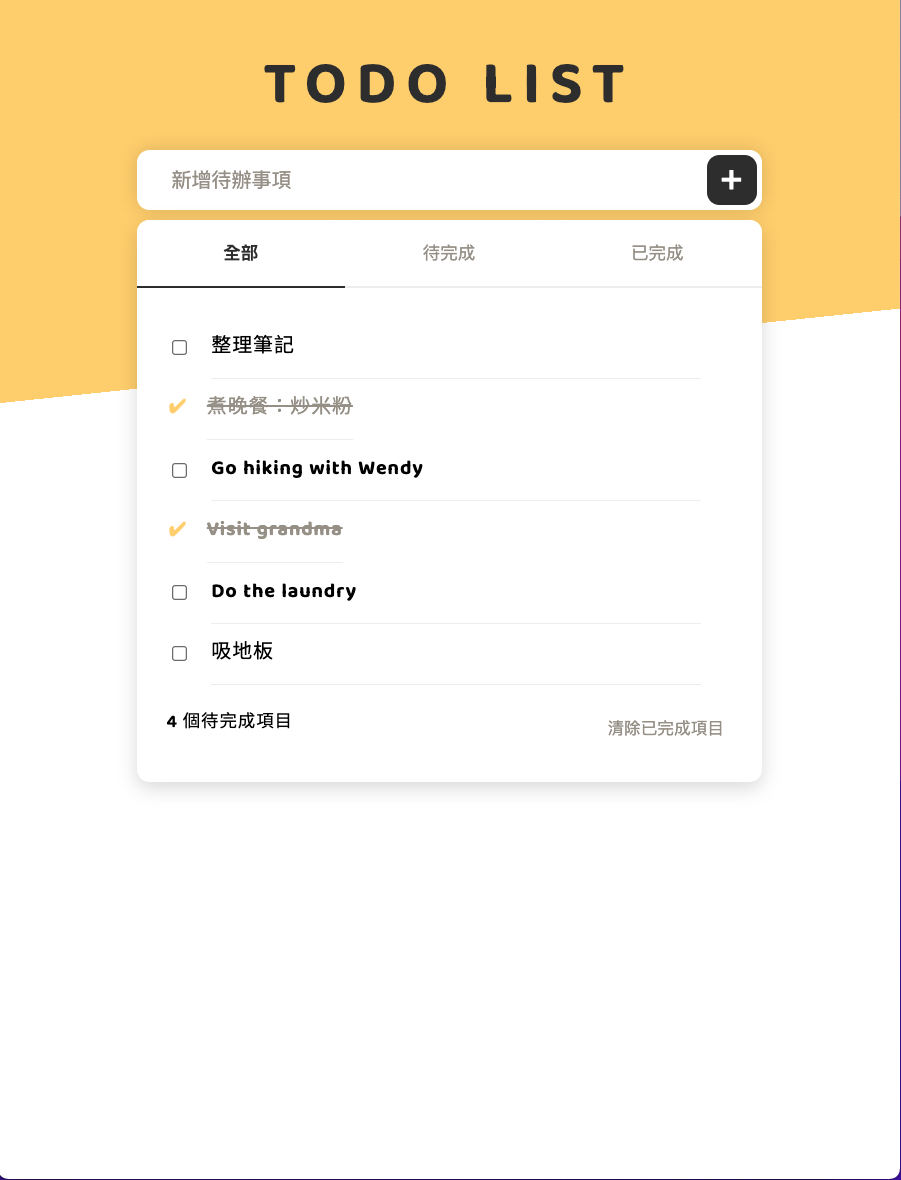 TODO LIST
新增待辦事項
全部
待完成
已完成
整理筆記
煮晚餐：炒米粉
Go hiking with Wendy
Visit grandma
Do the laundry
吸地板
4 個待完成項目
清除已完成項目